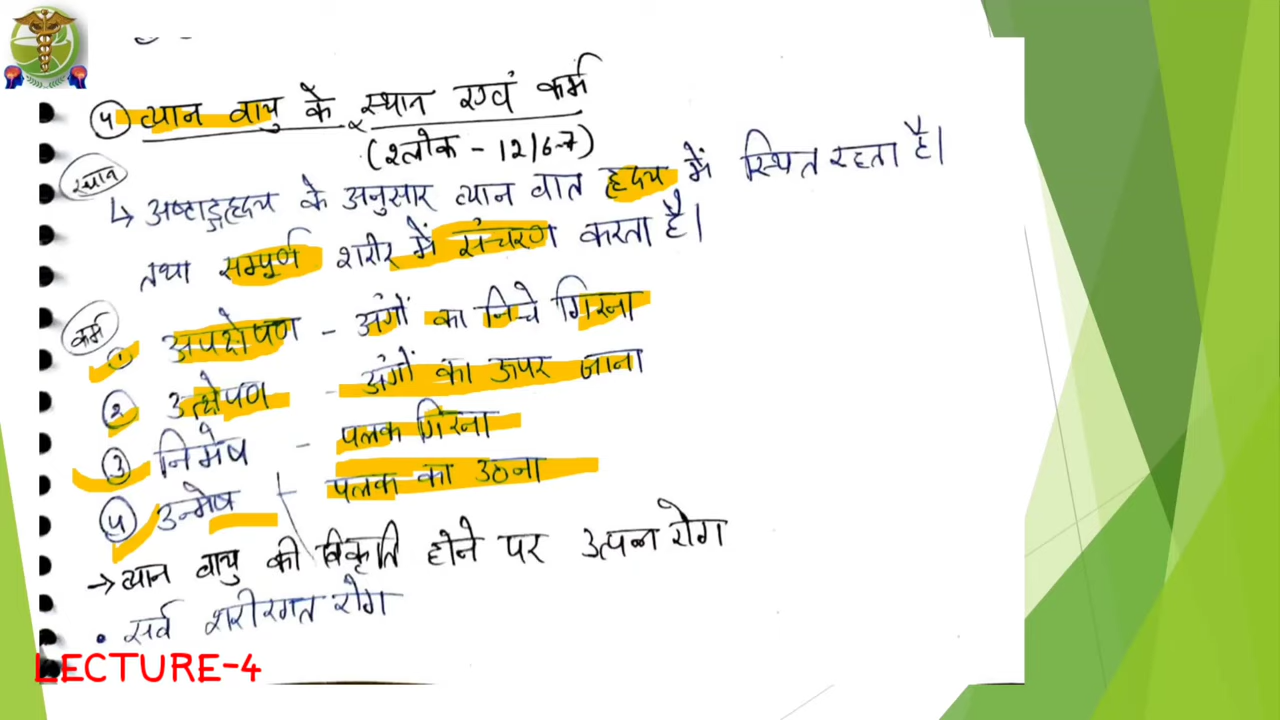 ५ व्यान वायु के स्थान एवं कर्म
(श्लोक - 12/6-7)
स्थान
↳ अष्टाङ्गहृदय के अनुसार व्यान वात हृदय में स्थित रहता है।
तथा सम्पूर्ण शरीर में संचरण करता है।
कर्म
① अपक्षेपण - अंगों का निचे गिरना
② उत्क्षेपण - अंगों का ऊपर जाना
③ निमेष - पलक गिरना
५ उन्मेष - पलक का उठना
→ व्यान वायु की विकृति होने पर उत्पन्न रोग
• सर्व शरीरगत रोग
LECTURE-4